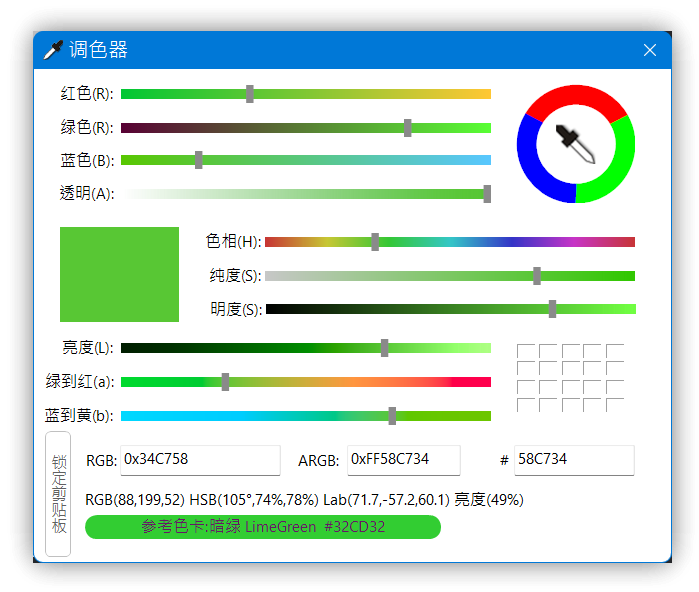 调色器
红色(R):
绿色(R):
蓝色(B):
透明(A):
色相(H):
纯度(S):
明度(S):
亮度(L):
绿到红(a):
蓝到黄(b):
锁定剪贴板
RGB: 0x34C758 ARGB: 0xFF58C734 # 58C734
RGB(88,199,52) HSB(105°,74%,78%) Lab(71.7,-57.2,60.1) 亮度(49%)
参考色卡:暗绿 LimeGreen #32CD32